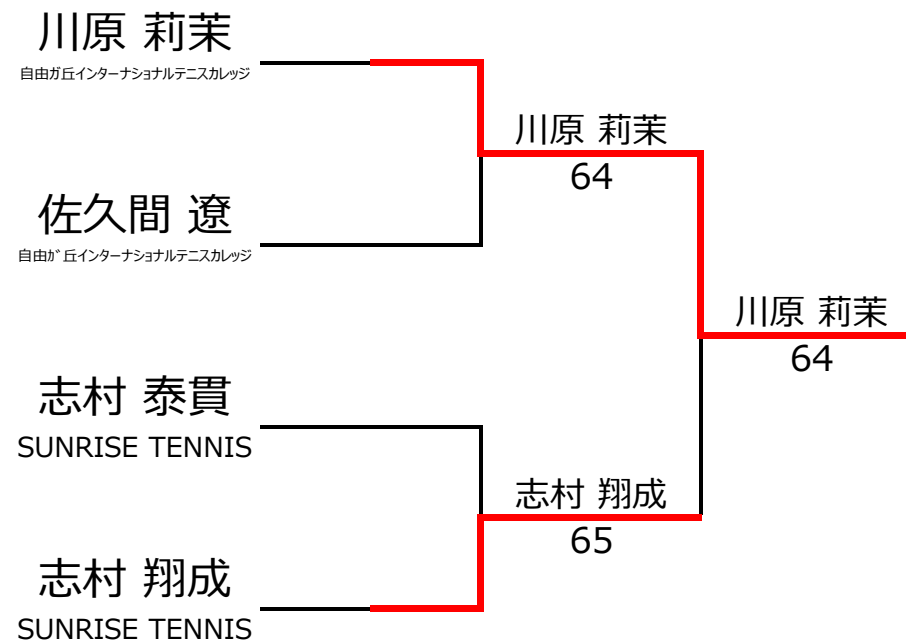 川原 莉茉
自由ガ丘インターナショナルテニスカレッジ
川原 莉茉
64
佐久間 遼
自由が丘インターナショナルテニスカレッジ
川原 莉茉
64
志村 泰貫
SUNRISE TENNIS
志村 翔成
65
志村 翔成
SUNRISE TENNIS